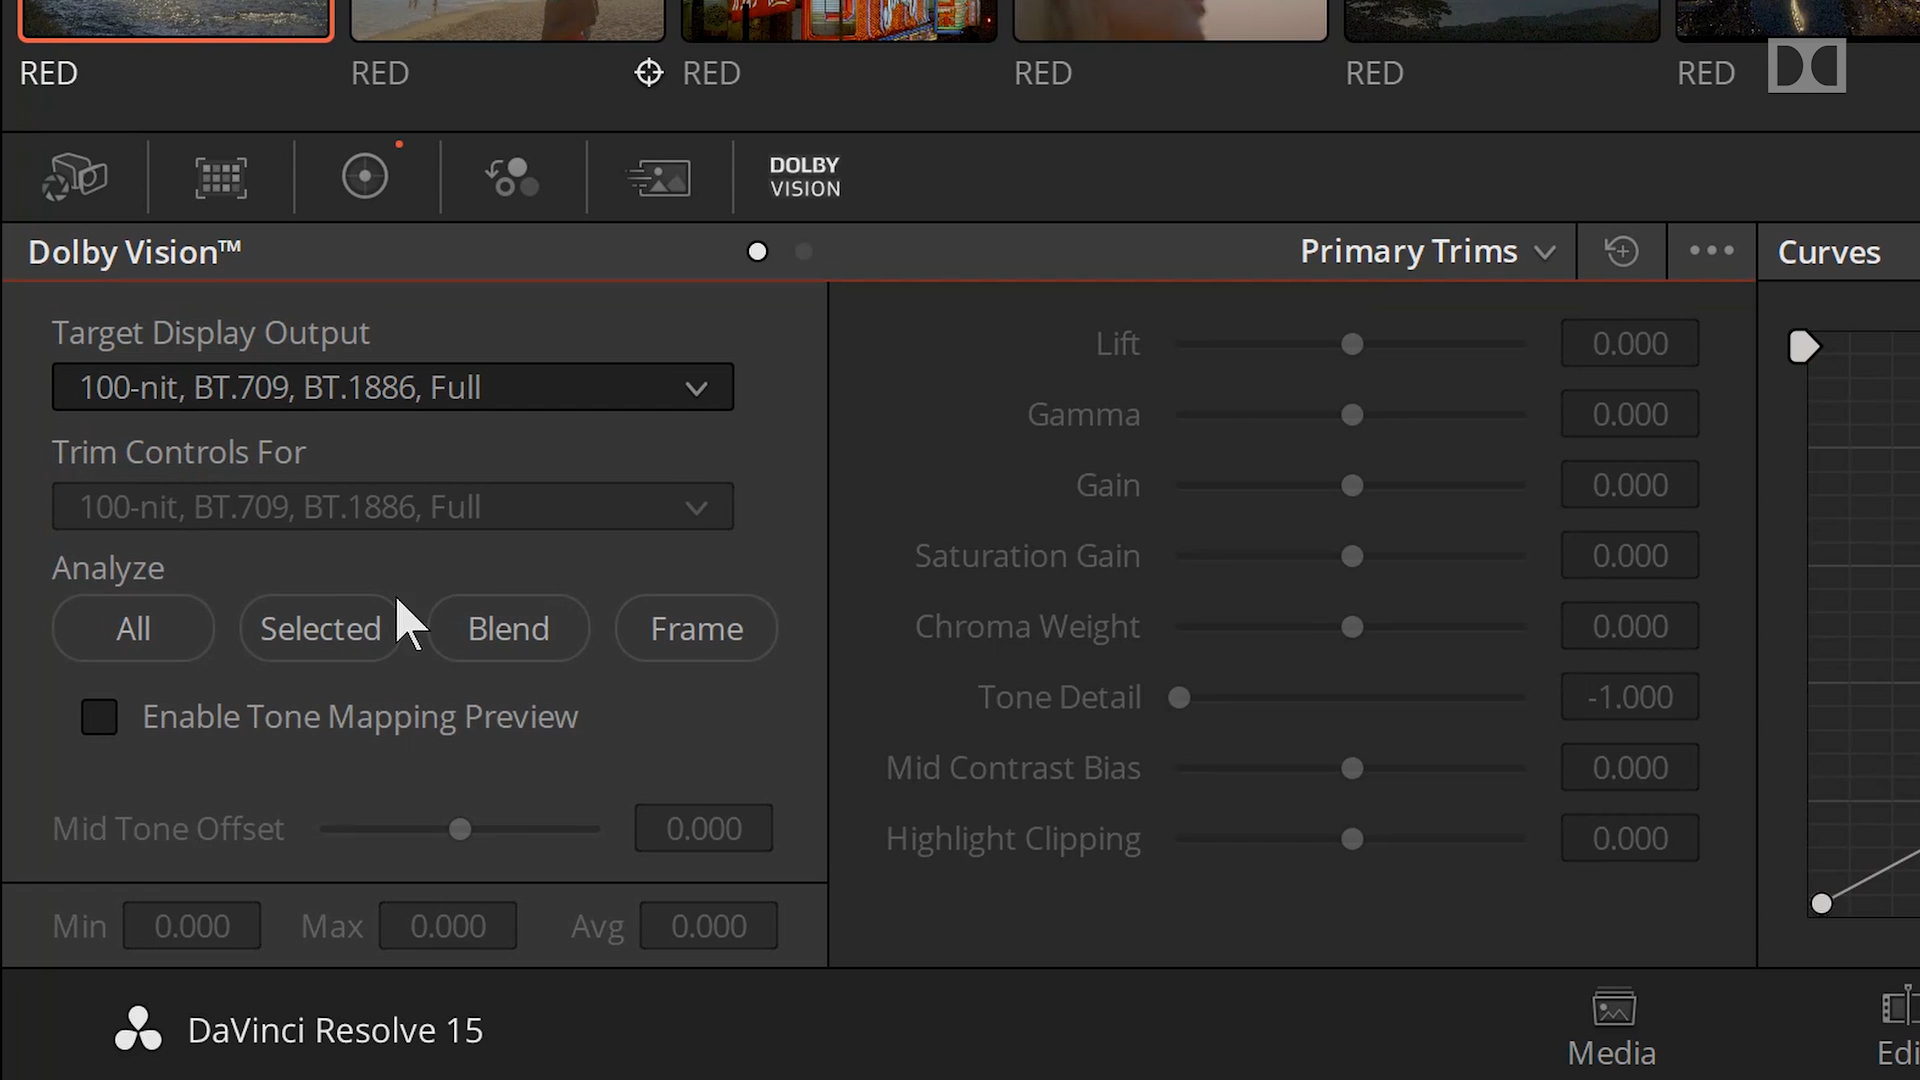 RED RED RED RED RED RED
DOLBY
VISION
Dolby Vision™ Primary Trims Curves
Target Display Output
100-nit, BT.709, BT.1886, Full
Trim Controls For
100-nit, BT.709, BT.1886, Full
Analyze
All Selected Blend Frame
Enable Tone Mapping Preview
Mid Tone Offset 0.000
Min 0.000 Max 0.000 Avg 0.000
Lift 0.000
Gamma 0.000
Gain 0.000
Saturation Gain 0.000
Chroma Weight 0.000
Tone Detail -1.000
Mid Contrast Bias 0.000
Highlight Clipping 0.000
DaVinci Resolve 15 Media Edi